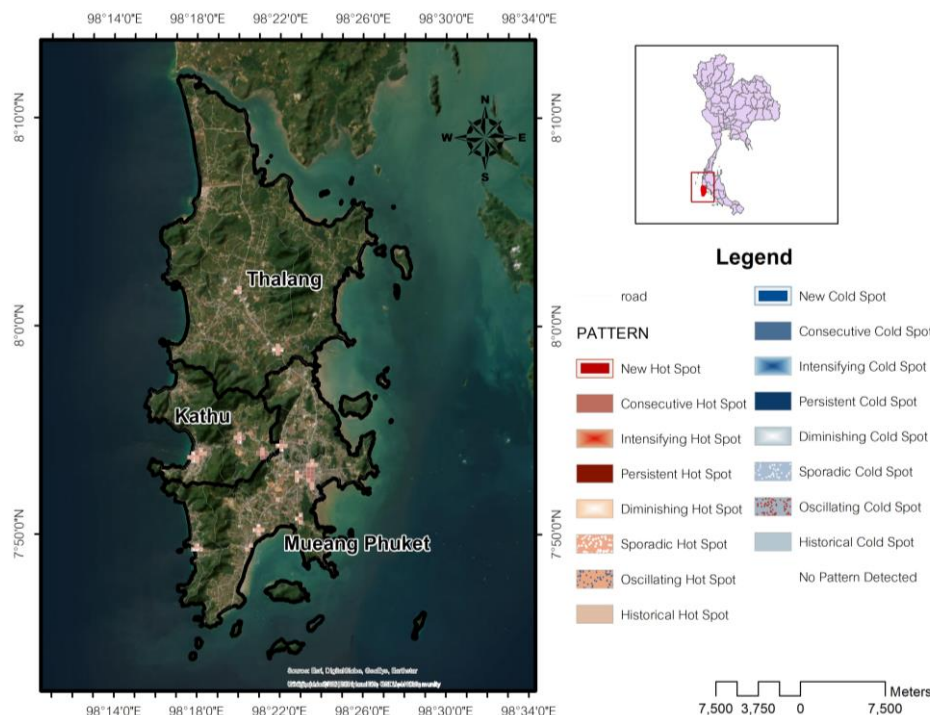 98°14'0"E 98°18'0"E 98°22'0"E 98°26'0"E 98°30'0"E 98°34'0"E
8°10'0"N
8°10'0"N
N
W E
S
Thalang
8°0'0"N
8°0'0"N
Kathu
Mueang Phuket
7°50'0"N
7°50'0"N
Source: Esri, DigitalGlobe, GeoEye, Earthstar
98°14'0"E 98°18'0"E 98°22'0"E 98°26'0"E 98°30'0"E 98°34'0"E
Legend
road
PATTERN
New Hot Spot
Consecutive Hot Spot
Intensifying Hot Spot
Persistent Hot Spot
Diminishing Hot Spot
Sporadic Hot Spot
Oscillating Hot Spot
Historical Hot Spot
New Cold Spot
Consecutive Cold Spot
Intensifying Cold Spot
Persistent Cold Spot
Diminishing Cold Spot
Sporadic Cold Spot
Oscillating Cold Spot
Historical Cold Spot
No Pattern Detected
Meters
7,500 3,750 0 7,500